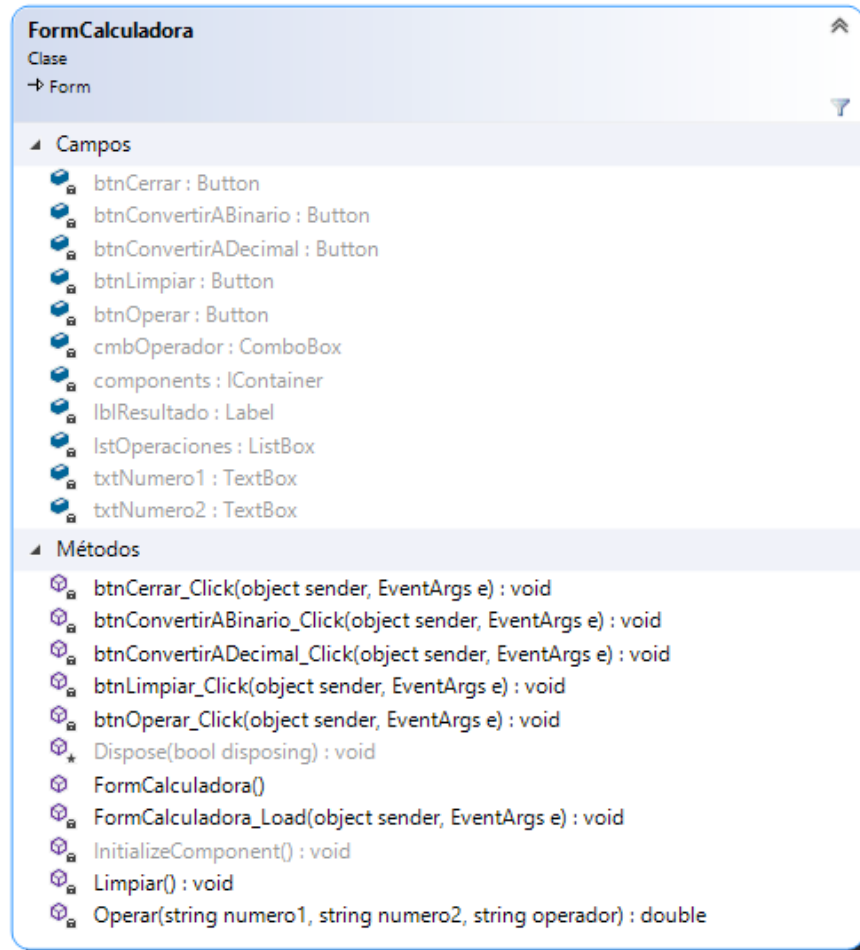 FormCalculadora
Clase
Form
Campos
btnCerrar : Button
btnConvertirABinario : Button
btnConvertirADecimal : Button
btnLimpiar : Button
btnOperar : Button
cmbOperador : ComboBox
components : IContainer
lblResultado : Label
lstOperaciones : ListBox
txtNumero1 : TextBox
txtNumero2 : TextBox
Métodos
btnCerrar_Click(object sender, EventArgs e) : void
btnConvertirABinario_Click(object sender, EventArgs e) : void
btnConvertirADecimal_Click(object sender, EventArgs e) : void
btnLimpiar_Click(object sender, EventArgs e) : void
btnOperar_Click(object sender, EventArgs e) : void
Dispose(bool disposing) : void
FormCalculadora()
FormCalculadora_Load(object sender, EventArgs e) : void
InitializeComponent() : void
Limpiar() : void
Operar(string numero1, string numero2, string operador) : double